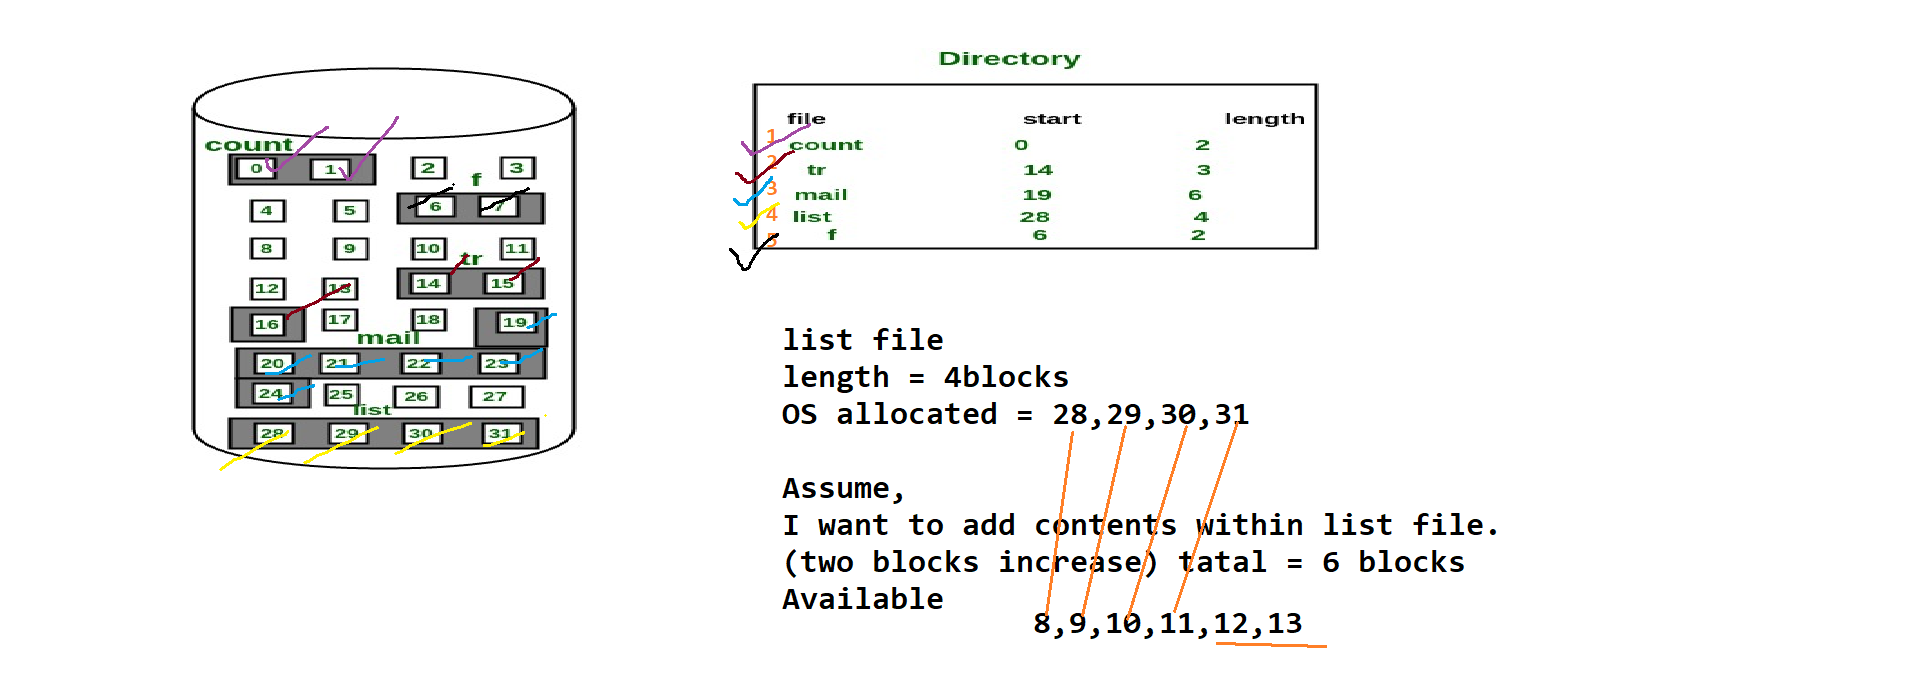 Directory
file start length
1 count 0 2
2 tr 14 3
3 mail 19 6
4 list 28 4
5 f 6 2
count
0 1 2 3
f
4 5 6 7
8 9 10 11
tr
12 13 14 15
16 17 18 19
mail
20 21 22 23
24 25 26 27
list
28 29 30 31
list file
length = 4blocks
OS allocated = 28,29,30,31
Assume,
I want to add contents within list file.
(two blocks increase) tatal = 6 blocks
Available
8,9,10,11,12,13